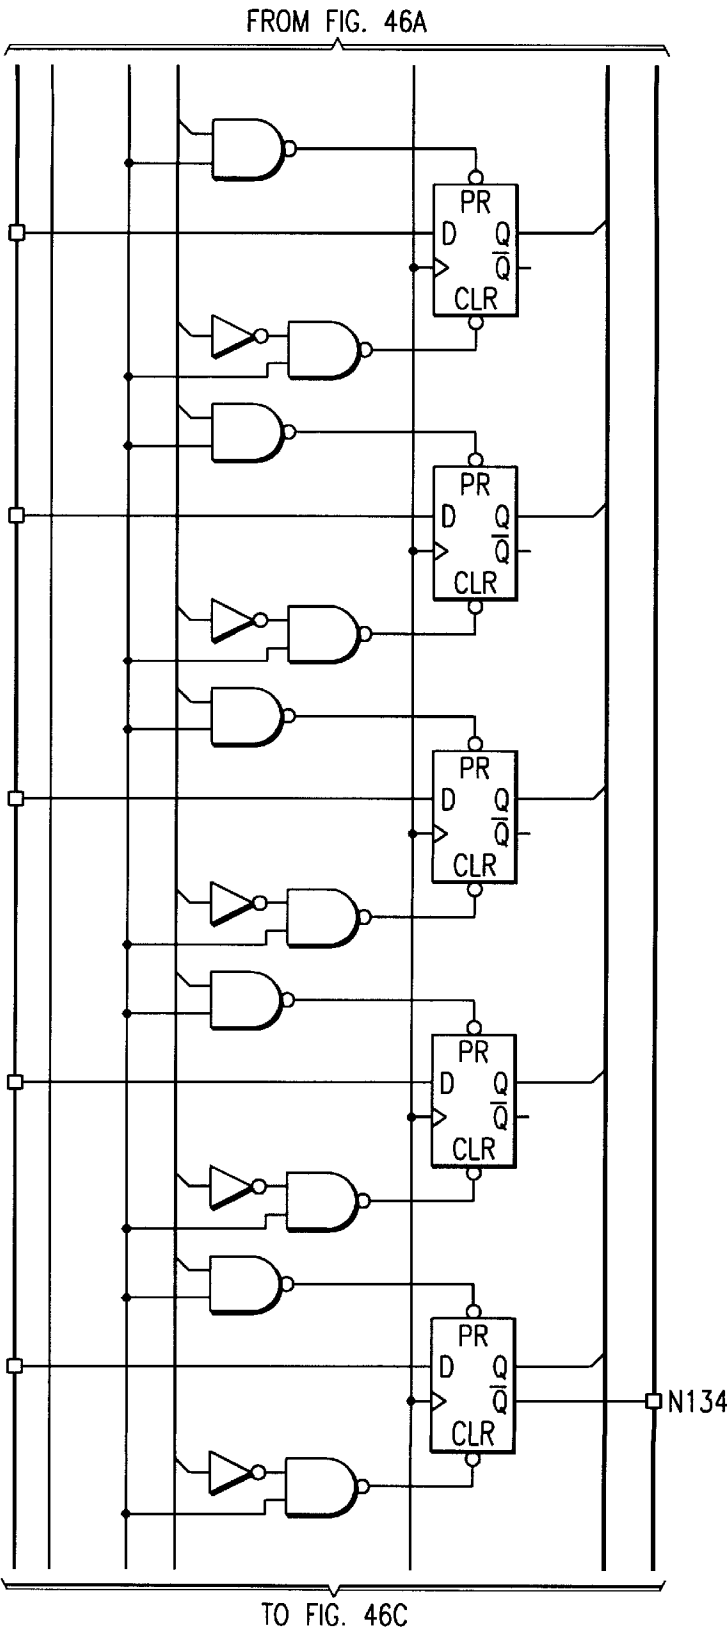 FROM FIG. 46A
PR
D Q
Q̅
CLR
PR
D Q
Q̅
CLR
PR
D Q
Q̅
CLR
PR
D Q
Q̅
CLR
PR
D Q
Q̅ N134
CLR
TO FIG. 46C